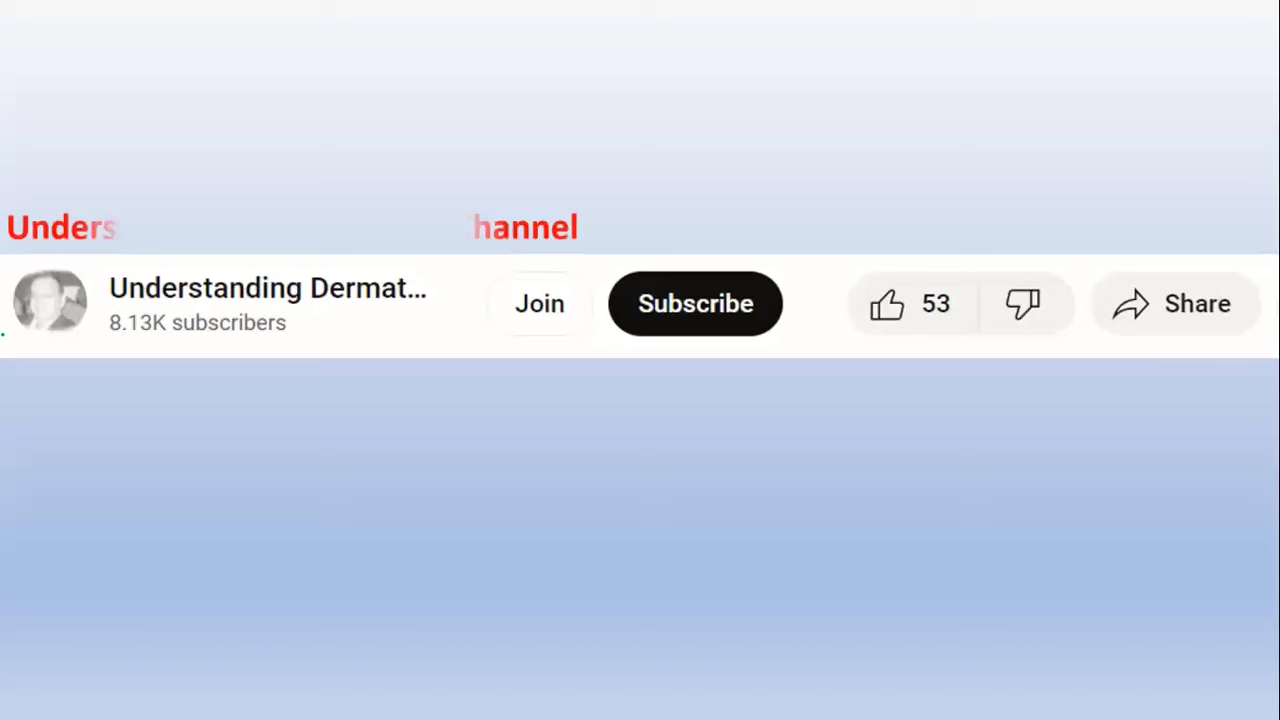 Unders hannel
Understanding Dermat...
8.13K subscribers
Join
Subscribe
53
Share